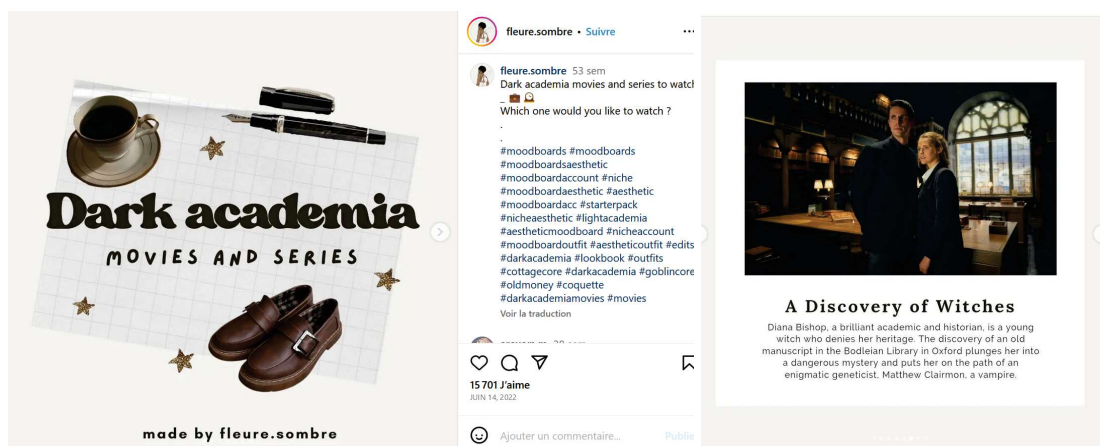 Dark academia
MOVIES AND SERIES
made by fleure.sombre
fleure.sombre • Suivre
fleure.sombre 53 sem
Dark academia movies and series to watch
_
Which one would you like to watch ?
.
.
#moodboards #moodboards
#moodboardsaesthetic
#moodboardaccount #niche
#moodboardaesthetic #aesthetic
#moodboardacc #starterpack
#nicheaesthetic #lightacademia
#aestheticmoodboard #nicheaccount
#moodboardoutfit #aestheticoutfit #edits
#darkacademia #lookbook #outfits
#cottagecore #darkacademia #goblincore
#oldmoney #coquette
#darkacademiamovies #movies
Voir la traduction
15 701 J'aime
JUIN 14, 2022
Ajouter un commentaire...
Publie
A Discovery of Witches
Diana Bishop, a brilliant academic and historian, is a young
witch who denies her heritage. The discovery of an old
manuscript in the Bodleian Library in Oxford plunges her into
a dangerous mystery and puts her on the path of an
enigmatic geneticist, Matthew Clairmon, a vampire.